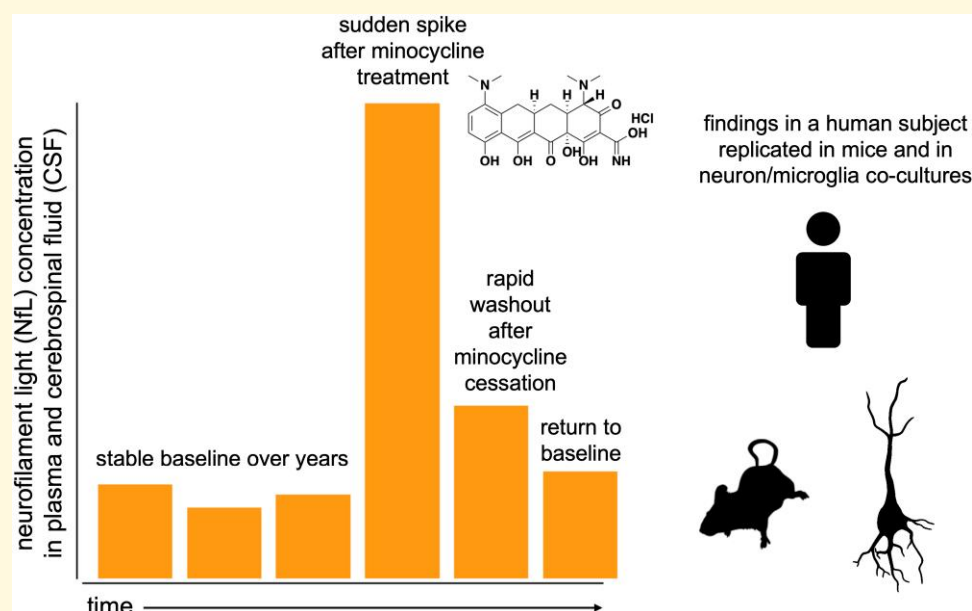 sudden spike
after minocycline
treatment
N
N
H
H
H
O
HCl
OH
OH
OH
O
OH
OH
NH
neurofilament light (NfL) concentration
in plasma and cerebrospinal fluid (CSF)
stable baseline over years
rapid
washout
after
minocycline
cessation
return to
baseline
time
findings in a human subject
replicated in mice and in
neuron/microglia co-cultures